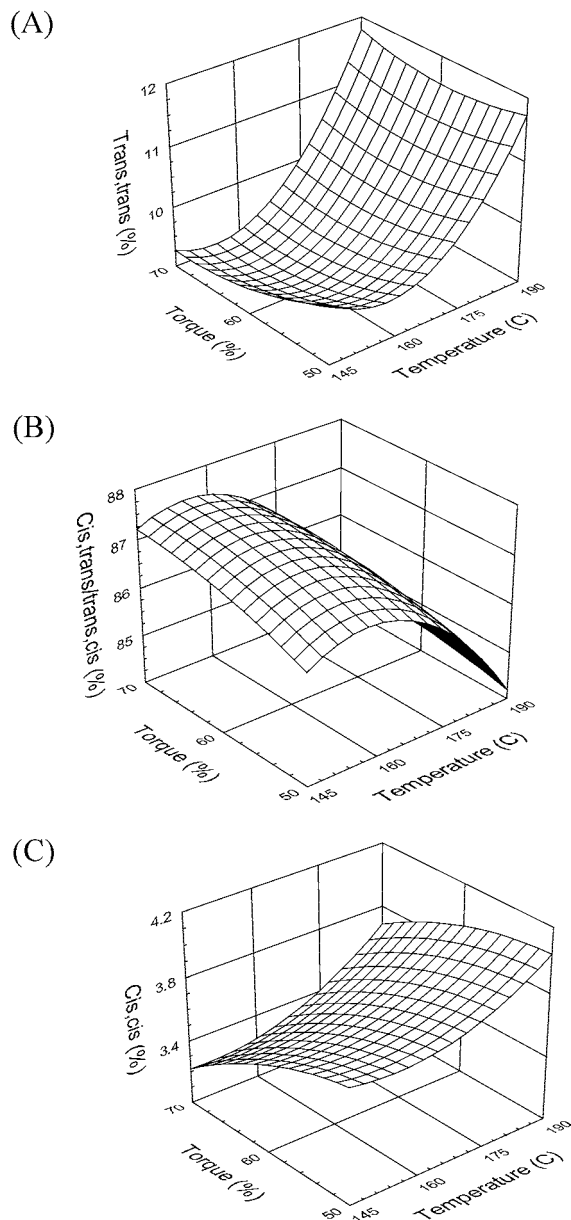 (A)
12
11
10
Trans,trans (%)
70
60
50
Torque (%)
145
160
175
190
Temperature (C)
(B)
88
87
86
85
Cis,trans/trans,cis (%)
70
60
50
Torque (%)
145
160
175
190
Temperature (C)
(C)
4.2
3.8
3.4
Cis,cis (%)
70
60
50
Torque (%)
145
160
175
190
Temperature (C)